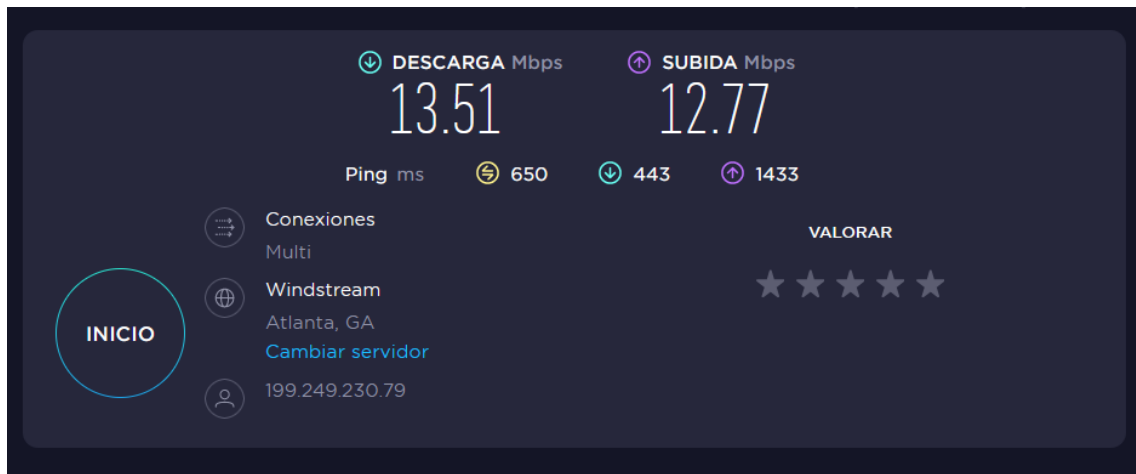 DESCARGA Mbps
13.51
SUBIDA Mbps
12.77
Ping ms 650 443 1433
Conexiones
Multi
Windstream
Atlanta, GA
Cambiar servidor
199.249.230.79
INICIO
VALORAR